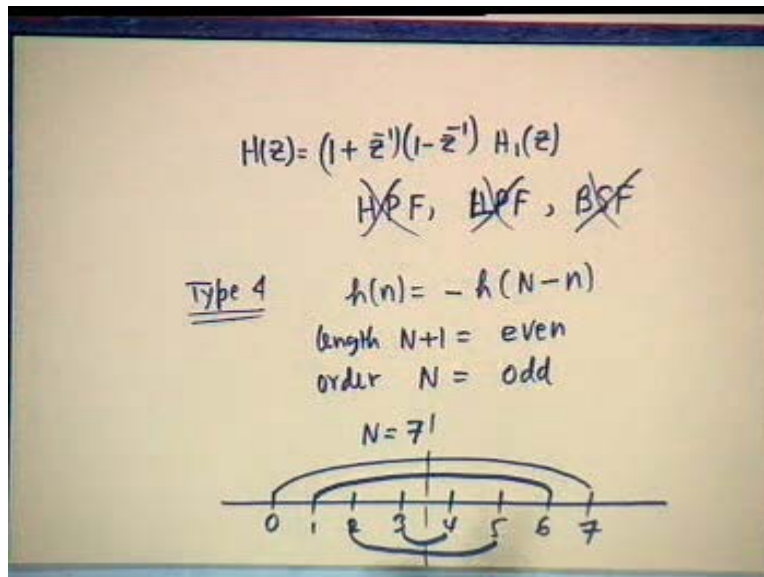 H(z) = (1 + z⁻¹)(1 - z⁻¹) H₁(z)
HPF, LPF, BSF
Type 4 h(n) = - h(N-n)
length N+1 = even
order N = odd
N = 7
0 1 2 3 4 5 6 7